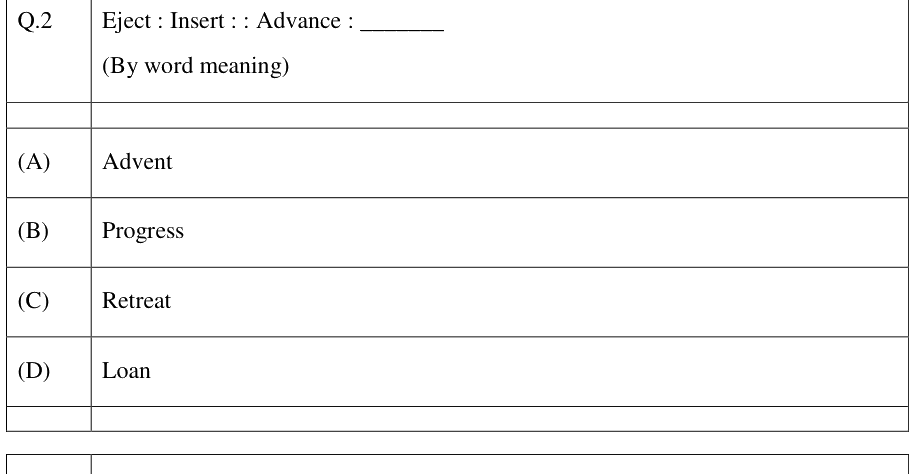 Q.2 Eject : Insert : : Advance : _______
(By word meaning)
(A) Advent
(B) Progress
(C) Retreat
(D) Loan